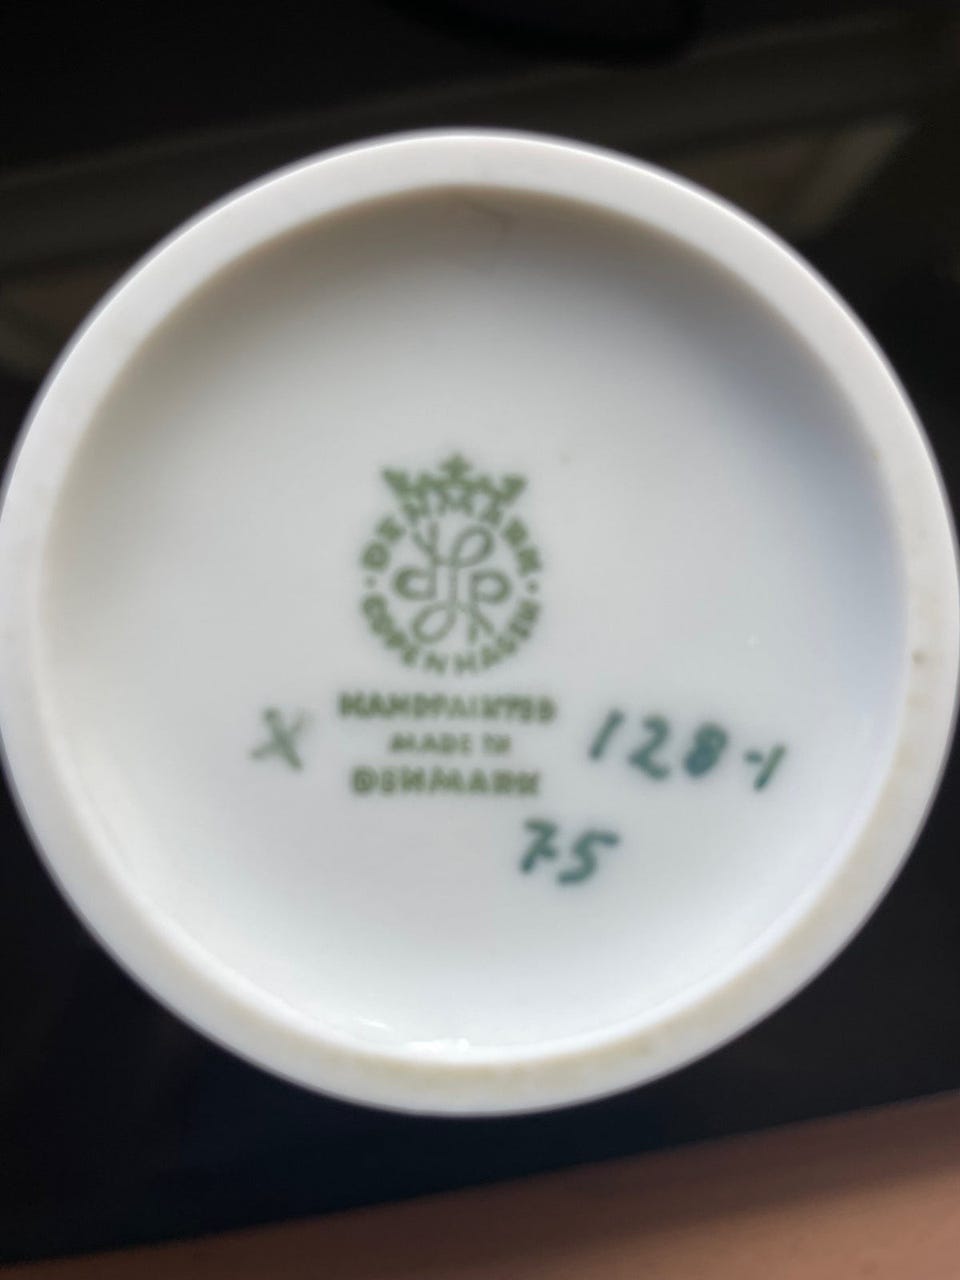 DENMARK
COPENHAGEN
X HANDPAINTED 128-1
MADE IN
DENMARK
75